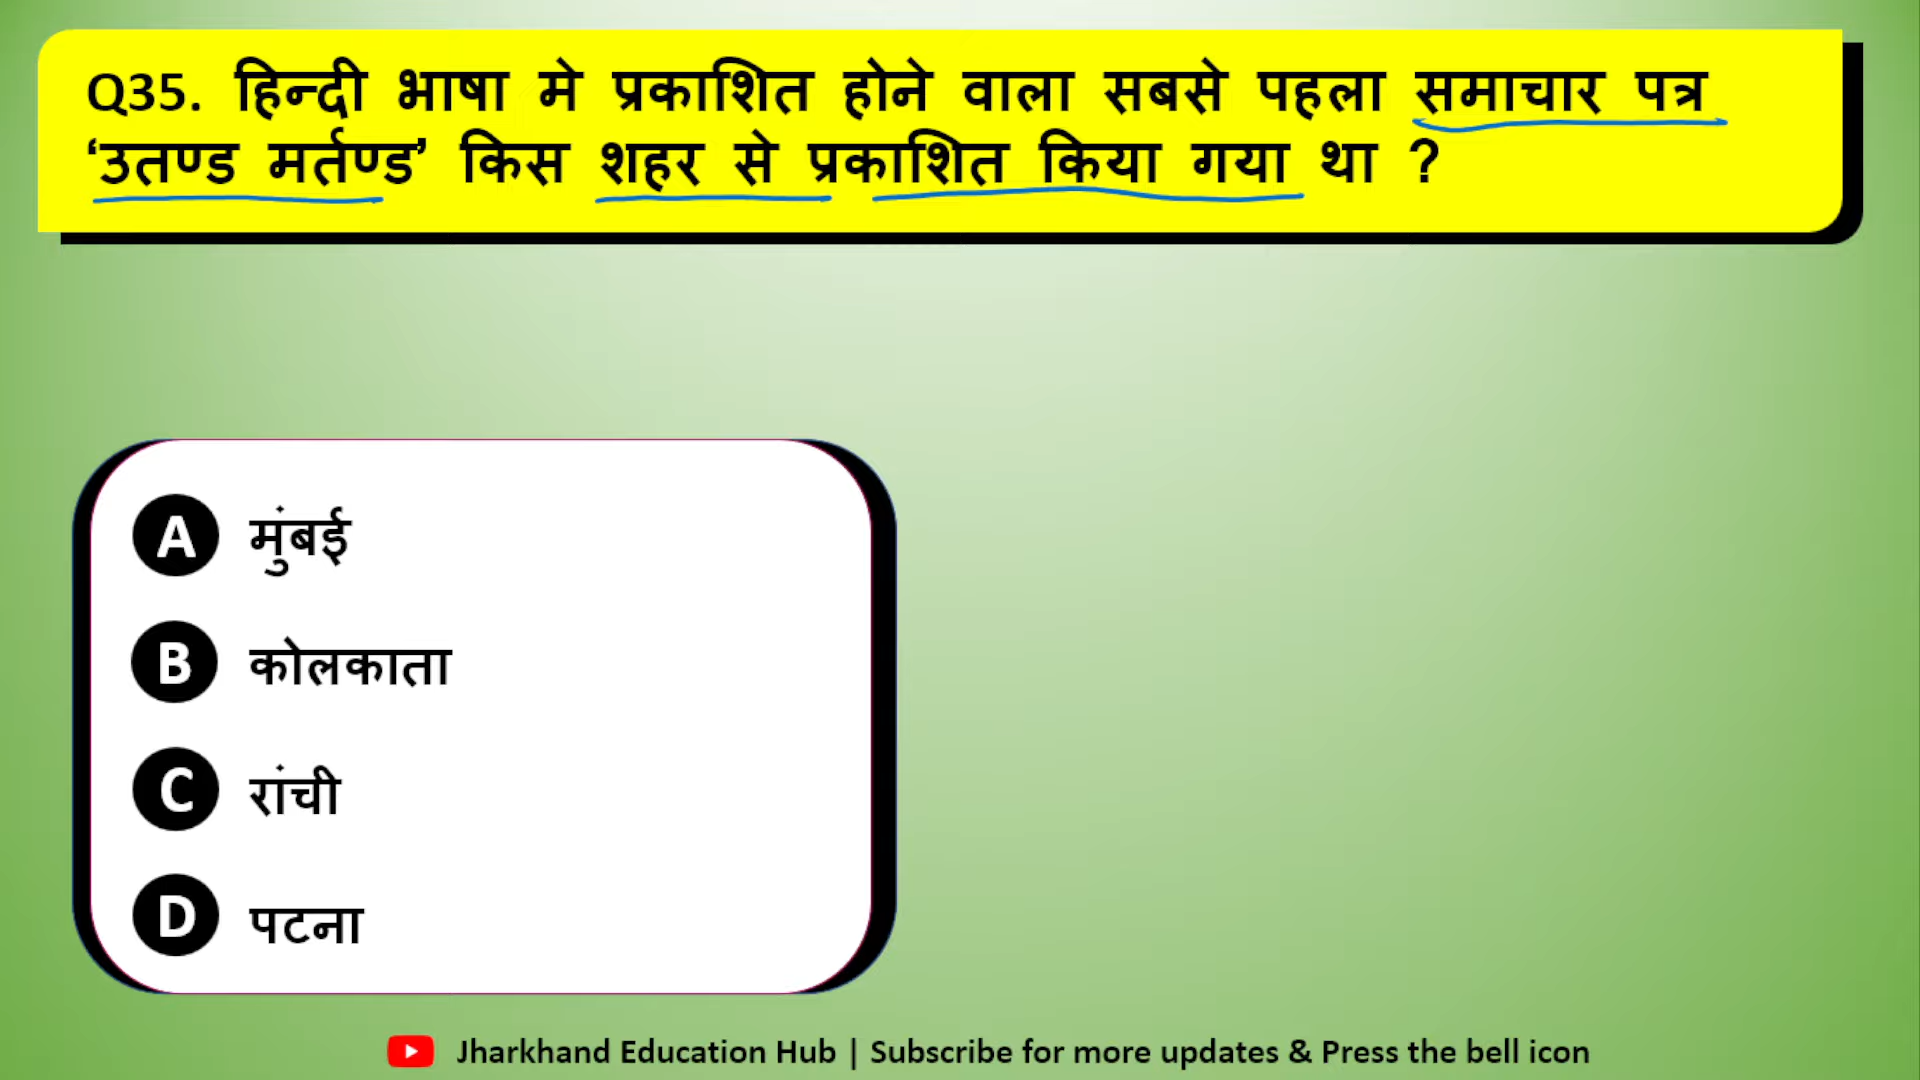 Q35. हिन्दी भाषा मे प्रकाशित होने वाला सबसे पहला समाचार पत्र
‘उतण्ड मर्तण्ड’ किस शहर से प्रकाशित किया गया था ?
A मुंबई
B कोलकाता
C रांची
D पटना
Jharkhand Education Hub | Subscribe for more updates & Press the bell icon